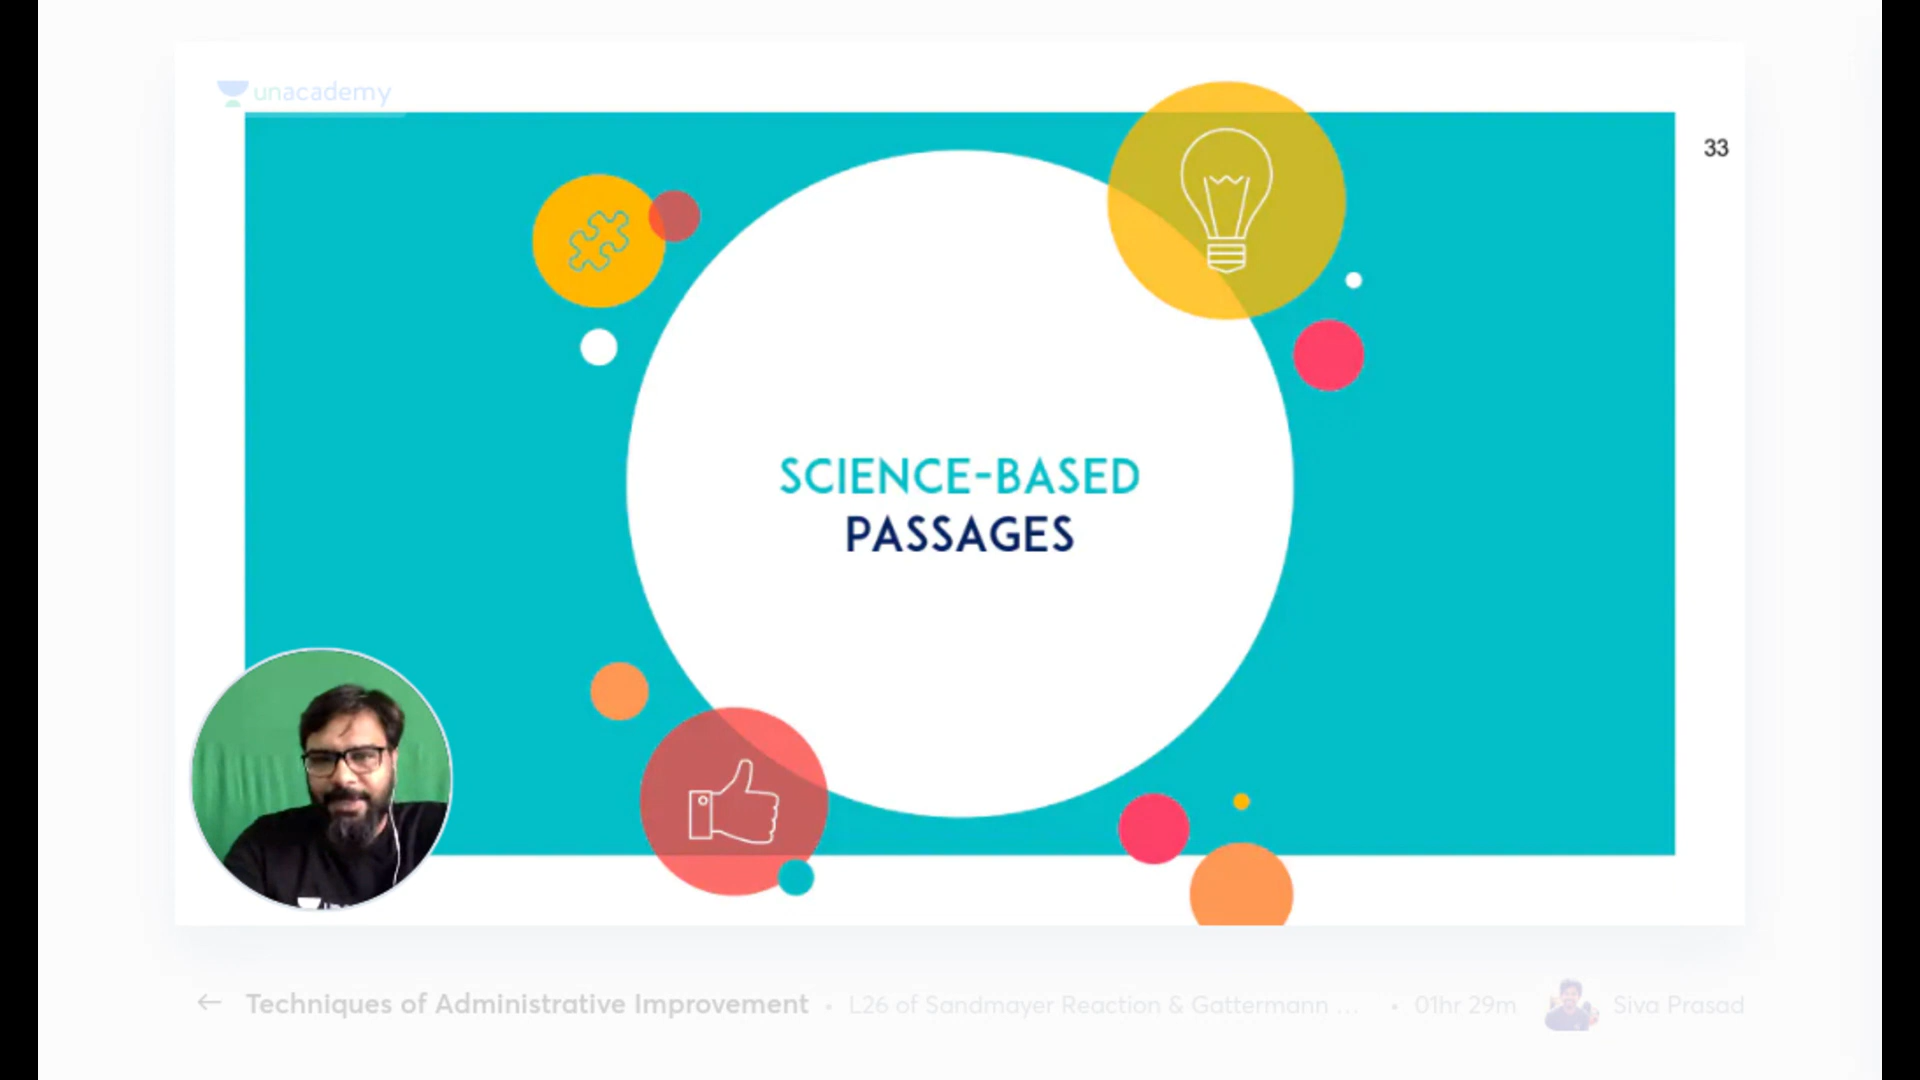 unacademy
33
SCIENCE-BASED
PASSAGES
← Techniques of Administrative Improvement • L26 of Sandmayer Reaction & Gattermann ... • 01hr 29m Siva Prasad